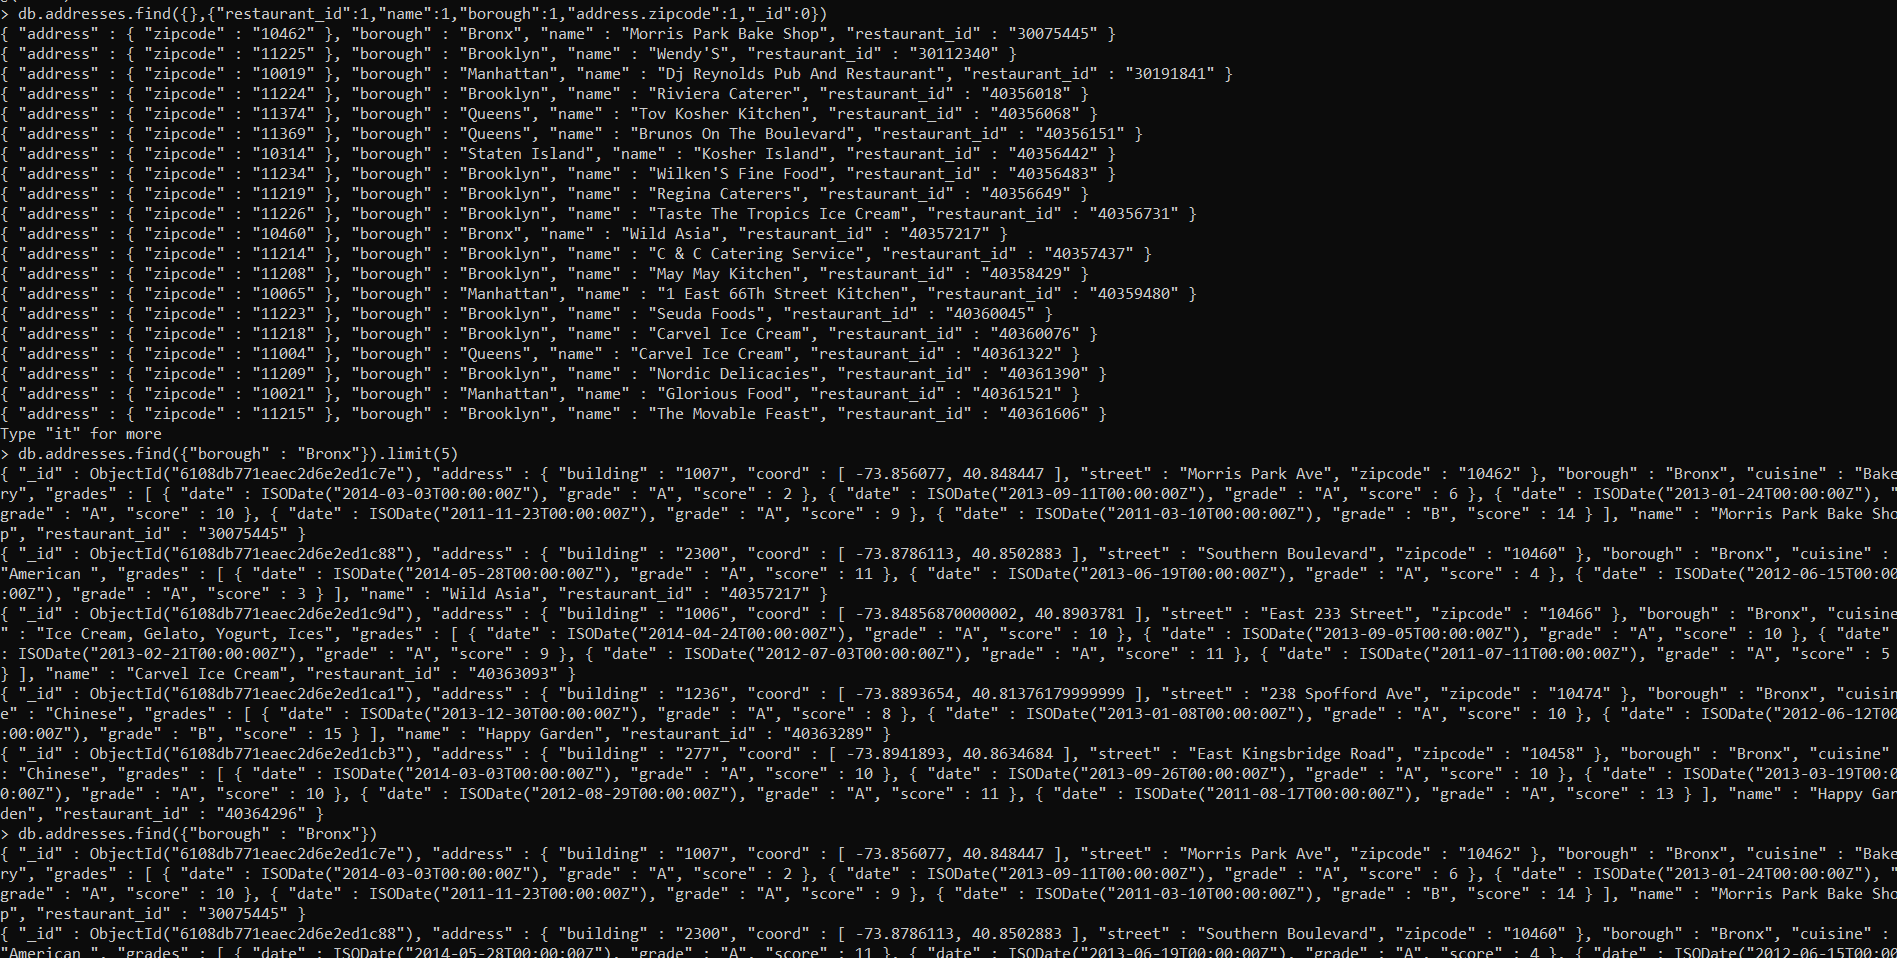 > db.addresses.find({},{"restaurant_id":1,"name":1,"borough":1,"address.zipcode":1,"_id":0})
{ "address" : { "zipcode" : "10462" }, "borough" : "Bronx", "name" : "Morris Park Bake Shop", "restaurant_id" : "30075445" }
{ "address" : { "zipcode" : "11225" }, "borough" : "Brooklyn", "name" : "Wendy'S", "restaurant_id" : "30112340" }
{ "address" : { "zipcode" : "10019" }, "borough" : "Manhattan", "name" : "Dj Reynolds Pub And Restaurant", "restaurant_id" : "30191841" }
{ "address" : { "zipcode" : "11224" }, "borough" : "Brooklyn", "name" : "Riviera Caterer", "restaurant_id" : "40356018" }
{ "address" : { "zipcode" : "11374" }, "borough" : "Queens", "name" : "Tov Kosher Kitchen", "restaurant_id" : "40356068" }
{ "address" : { "zipcode" : "11369" }, "borough" : "Queens", "name" : "Brunos On The Boulevard", "restaurant_id" : "40356151" }
{ "address" : { "zipcode" : "10314" }, "borough" : "Staten Island", "name" : "Kosher Island", "restaurant_id" : "40356442" }
{ "address" : { "zipcode" : "11234" }, "borough" : "Brooklyn", "name" : "Wilken'S Fine Food", "restaurant_id" : "40356483" }
{ "address" : { "zipcode" : "11219" }, "borough" : "Brooklyn", "name" : "Regina Caterers", "restaurant_id" : "40356649" }
{ "address" : { "zipcode" : "11226" }, "borough" : "Brooklyn", "name" : "Taste The Tropics Ice Cream", "restaurant_id" : "40356731" }
{ "address" : { "zipcode" : "10460" }, "borough" : "Bronx", "name" : "Wild Asia", "restaurant_id" : "40357217" }
{ "address" : { "zipcode" : "11214" }, "borough" : "Brooklyn", "name" : "C & C Catering Service", "restaurant_id" : "40357437" }
{ "address" : { "zipcode" : "11208" }, "borough" : "Brooklyn", "name" : "May May Kitchen", "restaurant_id" : "40358429" }
{ "address" : { "zipcode" : "10065" }, "borough" : "Manhattan", "name" : "1 East 66Th Street Kitchen", "restaurant_id" : "40359480" }
{ "address" : { "zipcode" : "11223" }, "borough" : "Brooklyn", "name" : "Seuda Foods", "restaurant_id" : "40360045" }
{ "address" : { "zipcode" : "11218" }, "borough" : "Brooklyn", "name" : "Carvel Ice Cream", "restaurant_id" : "40360076" }
{ "address" : { "zipcode" : "11004" }, "borough" : "Queens", "name" : "Carvel Ice Cream", "restaurant_id" : "40361322" }
{ "address" : { "zipcode" : "11209" }, "borough" : "Brooklyn", "name" : "Nordic Delicacies", "restaurant_id" : "40361390" }
{ "address" : { "zipcode" : "10021" }, "borough" : "Manhattan", "name" : "Glorious Food", "restaurant_id" : "40361521" }
{ "address" : { "zipcode" : "11215" }, "borough" : "Brooklyn", "name" : "The Movable Feast", "restaurant_id" : "40361606" }
Type "it" for more
> db.addresses.find({"borough" : "Bronx"}).limit(5)
{ "_id" : ObjectId("6108db771eaec2d6e2ed1c7e"), "address" : { "building" : "1007", "coord" : [ -73.856077, 40.848447 ], "street" : "Morris Park Ave", "zipcode" : "10462" }, "borough" : "Bronx", "cuisine" : "Bake
ry", "grades" : [ { "date" : ISODate("2014-03-03T00:00:00Z"), "grade" : "A", "score" : 2 }, { "date" : ISODate("2013-09-11T00:00:00Z"), "grade" : "A", "score" : 6 }, { "date" : ISODate("2013-01-24T00:00:00Z"), "
grade" : "A", "score" : 10 }, { "date" : ISODate("2011-11-23T00:00:00Z"), "grade" : "A", "score" : 9 }, { "date" : ISODate("2011-03-10T00:00:00Z"), "grade" : "B", "score" : 14 } ], "name" : "Morris Park Bake Sho
p", "restaurant_id" : "30075445" }
{ "_id" : ObjectId("6108db771eaec2d6e2ed1c88"), "address" : { "building" : "2300", "coord" : [ -73.8786113, 40.8502883 ], "street" : "Southern Boulevard", "zipcode" : "10460" }, "borough" : "Bronx", "cuisine" :
"American ", "grades" : [ { "date" : ISODate("2014-05-28T00:00:00Z"), "grade" : "A", "score" : 11 }, { "date" : ISODate("2013-06-19T00:00:00Z"), "grade" : "A", "score" : 4 }, { "date" : ISODate("2012-06-15T00:00
:00Z"), "grade" : "A", "score" : 3 } ], "name" : "Wild Asia", "restaurant_id" : "40357217" }
{ "_id" : ObjectId("6108db771eaec2d6e2ed1c9d"), "address" : { "building" : "1006", "coord" : [ -73.84856870000002, 40.8903781 ], "street" : "East 233 Street", "zipcode" : "10466" }, "borough" : "Bronx", "cuisine
" : "Ice Cream, Gelato, Yogurt, Ices", "grades" : [ { "date" : ISODate("2014-04-24T00:00:00Z"), "grade" : "A", "score" : 10 }, { "date" : ISODate("2013-09-05T00:00:00Z"), "grade" : "A", "score" : 10 }, { "date"
: ISODate("2013-02-21T00:00:00Z"), "grade" : "A", "score" : 9 }, { "date" : ISODate("2012-07-03T00:00:00Z"), "grade" : "A", "score" : 11 }, { "date" : ISODate("2011-07-11T00:00:00Z"), "grade" : "A", "score" : 5
} ], "name" : "Carvel Ice Cream", "restaurant_id" : "40363093" }
{ "_id" : ObjectId("6108db771eaec2d6e2ed1ca1"), "address" : { "building" : "1236", "coord" : [ -73.8893654, 40.81376179999999 ], "street" : "238 Spofford Ave", "zipcode" : "10474" }, "borough" : "Bronx", "cuisin
e" : "Chinese", "grades" : [ { "date" : ISODate("2013-12-30T00:00:00Z"), "grade" : "A", "score" : 8 }, { "date" : ISODate("2013-01-08T00:00:00Z"), "grade" : "A", "score" : 10 }, { "date" : ISODate("2012-06-12T00
:00:00Z"), "grade" : "B", "score" : 15 } ], "name" : "Happy Garden", "restaurant_id" : "40363289" }
{ "_id" : ObjectId("6108db771eaec2d6e2ed1cb3"), "address" : { "building" : "277", "coord" : [ -73.8941893, 40.8634684 ], "street" : "East Kingsbridge Road", "zipcode" : "10458" }, "borough" : "Bronx", "cuisine"
: "Chinese", "grades" : [ { "date" : ISODate("2014-03-03T00:00:00Z"), "grade" : "A", "score" : 10 }, { "date" : ISODate("2013-09-26T00:00:00Z"), "grade" : "A", "score" : 10 }, { "date" : ISODate("2013-03-19T00:0
0:00Z"), "grade" : "A", "score" : 10 }, { "date" : ISODate("2012-08-29T00:00:00Z"), "grade" : "A", "score" : 11 }, { "date" : ISODate("2011-08-17T00:00:00Z"), "grade" : "A", "score" : 13 } ], "name" : "Happy Gar
den", "restaurant_id" : "40364296" }
> db.addresses.find({"borough" : "Bronx"})
{ "_id" : ObjectId("6108db771eaec2d6e2ed1c7e"), "address" : { "building" : "1007", "coord" : [ -73.856077, 40.848447 ], "street" : "Morris Park Ave", "zipcode" : "10462" }, "borough" : "Bronx", "cuisine" : "Bake
ry", "grades" : [ { "date" : ISODate("2014-03-03T00:00:00Z"), "grade" : "A", "score" : 2 }, { "date" : ISODate("2013-09-11T00:00:00Z"), "grade" : "A", "score" : 6 }, { "date" : ISODate("2013-01-24T00:00:00Z"), "
grade" : "A", "score" : 10 }, { "date" : ISODate("2011-11-23T00:00:00Z"), "grade" : "A", "score" : 9 }, { "date" : ISODate("2011-03-10T00:00:00Z"), "grade" : "B", "score" : 14 } ], "name" : "Morris Park Bake Sho
p", "restaurant_id" : "30075445" }
{ "_id" : ObjectId("6108db771eaec2d6e2ed1c88"), "address" : { "building" : "2300", "coord" : [ -73.8786113, 40.8502883 ], "street" : "Southern Boulevard", "zipcode" : "10460" }, "borough" : "Bronx", "cuisine" :
"American ", "grades" : [ { "date" : ISODate("2014-05-28T00:00:00Z"), "grade" : "A", "score" : 11 }, { "date" : ISODate("2013-06-19T00:00:00Z"), "grade" : "A", "score" : 4 }, { "date" : ISODate("2012-06-15T00:00